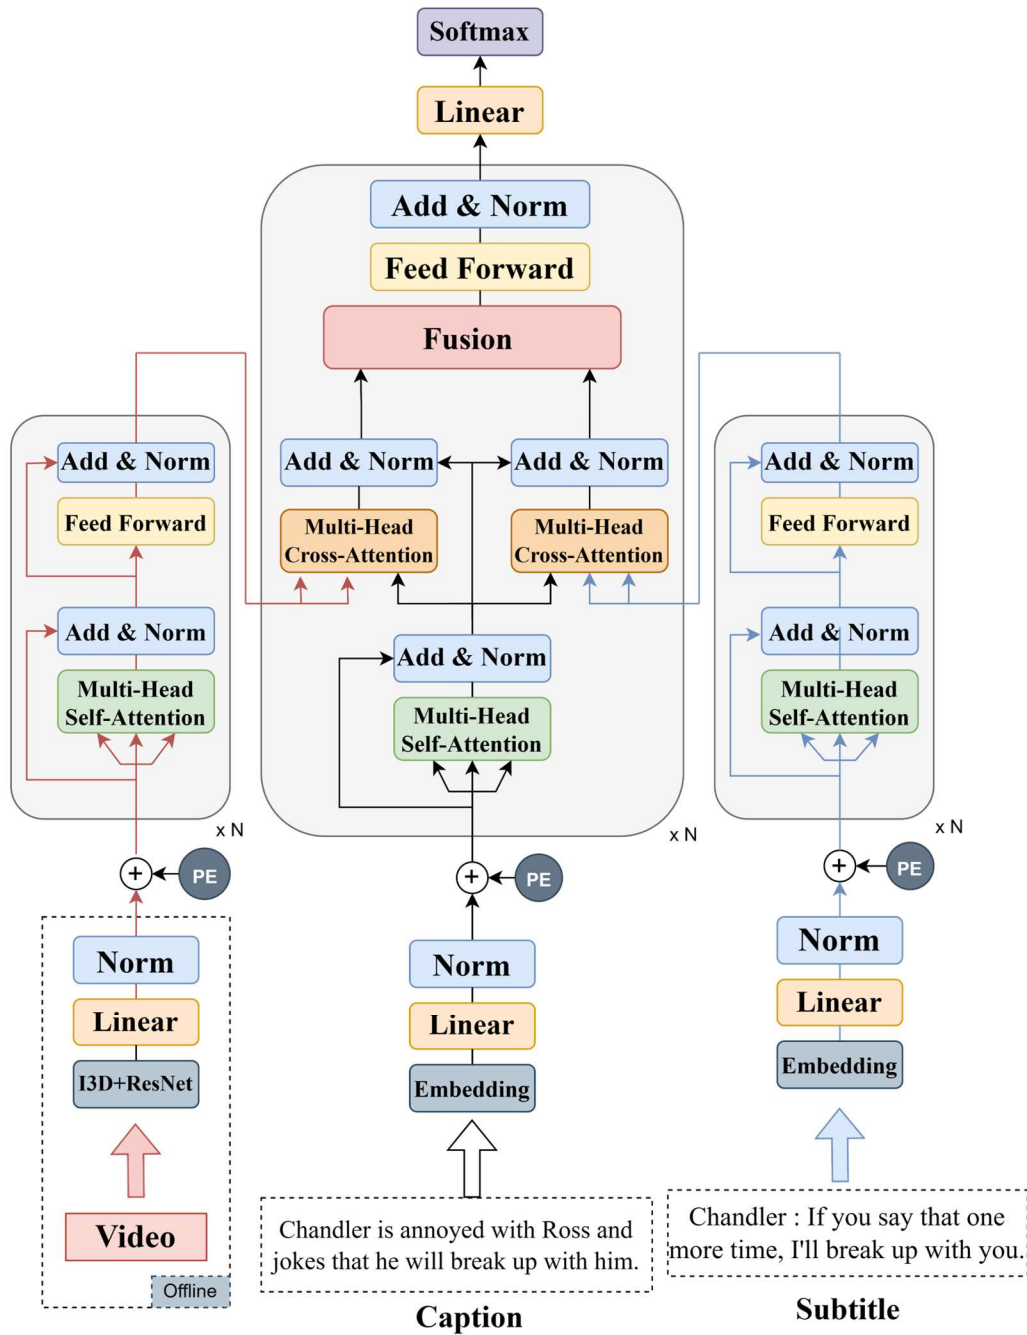 Softmax
Linear
Add & Norm
Feed Forward
Fusion
Add & Norm
Feed Forward
Add & Norm
Multi-Head
Self-Attention
x N
PE
+
Norm
Linear
I3D+ResNet
Video
Offline
Add & Norm
Add & Norm
Multi-Head
Cross-Attention
Multi-Head
Cross-Attention
Add & Norm
Multi-Head
Self-Attention
x N
PE
+
Norm
Linear
Embedding
Chandler is annoyed with Ross and
jokes that he will break up with him.
Caption
Add & Norm
Feed Forward
Add & Norm
Multi-Head
Self-Attention
x N
PE
+
Norm
Linear
Embedding
Chandler : If you say that one
more time, I'll break up with you.
Subtitle